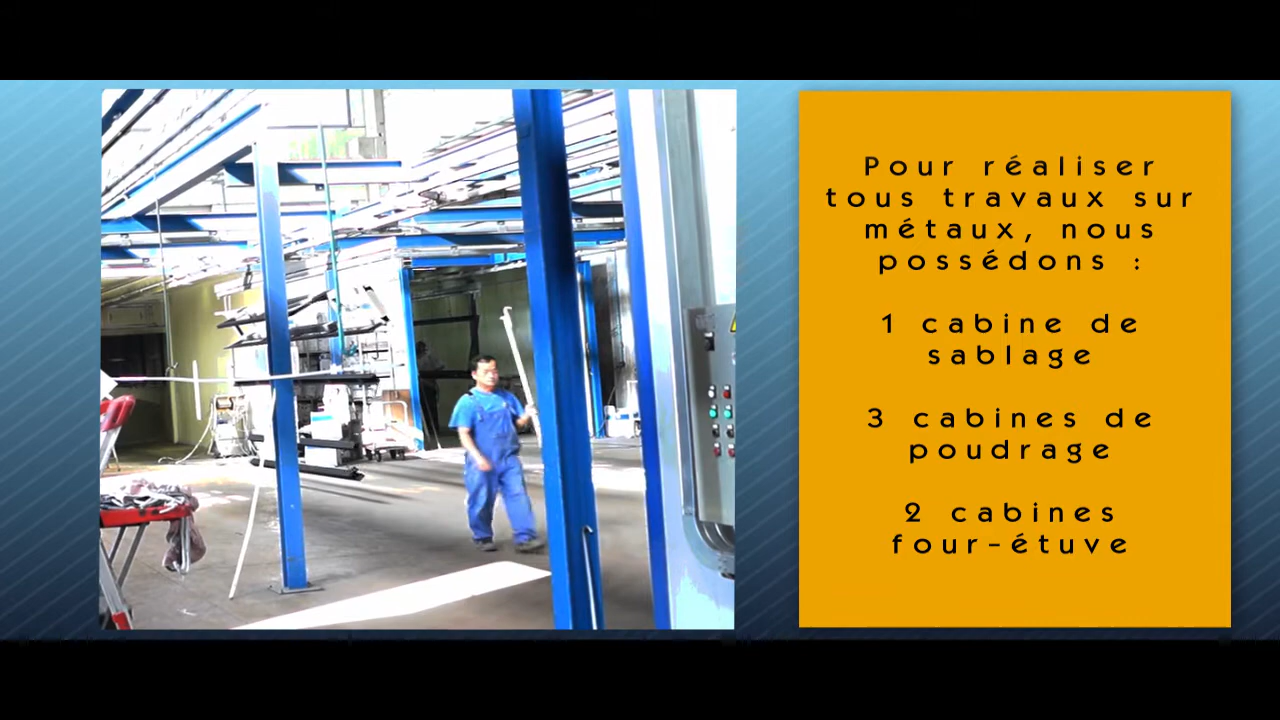 Pour réaliser
tous travaux sur
métaux, nous
possédons :
1 cabine de
sablage
3 cabines de
poudrage
2 cabines
four-étuve